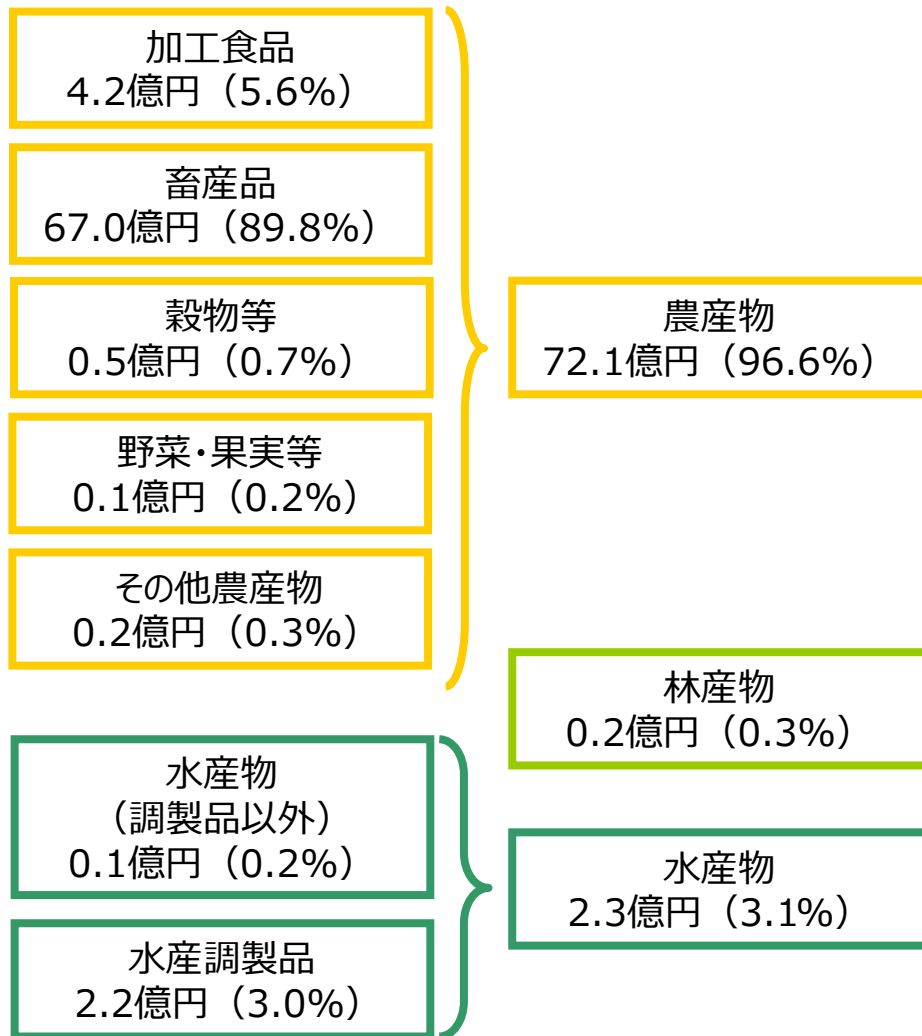 加工食品
4.2億円（5.6%）
畜産品
67.0億円（89.8%）
穀物等
0.5億円（0.7%）
野菜・果実等
0.1億円（0.2%）
その他農産物
0.2億円（0.3%）
農産物
72.1億円（96.6%）
林産物
0.2億円（0.3%）
水産物
（調製品以外）
0.1億円（0.2%）
水産調製品
2.2億円（3.0%）
水産物
2.3億円（3.1%）